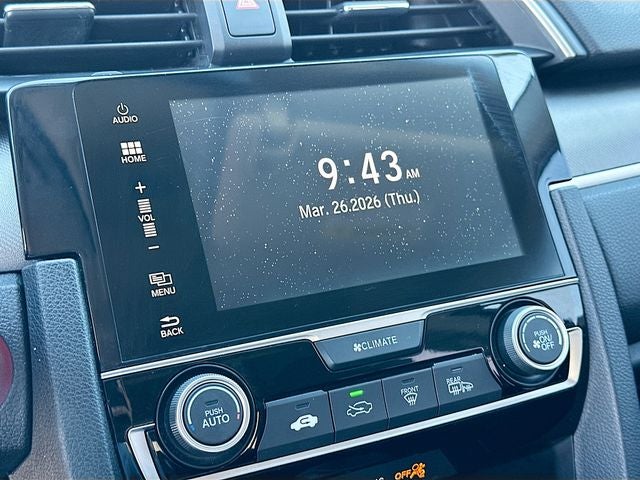 AUDIO
HOME
+
VOL
−
MENU
BACK
9:43 AM
Mar. 26.2026 (Thu.)
CLIMATE
PUSH
AUTO
FRONT
REAR
PUSH
ON/
OFF
OFF